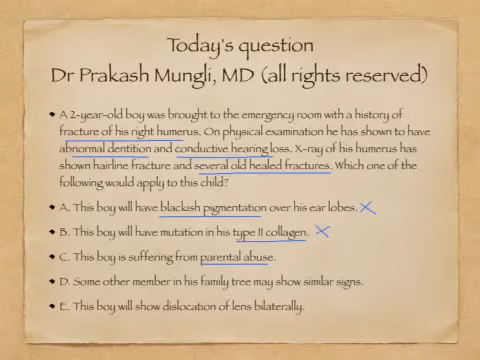 Today's question
Dr Prakash Mungli, MD (all rights reserved)
A 2-year-old boy was brought to the emergency room with a history of
fracture of his right humerus. On physical examination he has shown to have
abnormal dentition and conductive hearing loss. X-ray of his humerus has
shown hairline fracture and several old healed fractures. Which one of the
following would apply to this child?
A. This boy will have blackish pigmentation over his ear lobes.
B. This boy will have mutation in his type II collagen.
C. This boy is suffering from parental abuse.
D. Some other member in his family tree may show similar signs.
E. This boy will show dislocation of lens bilaterally.